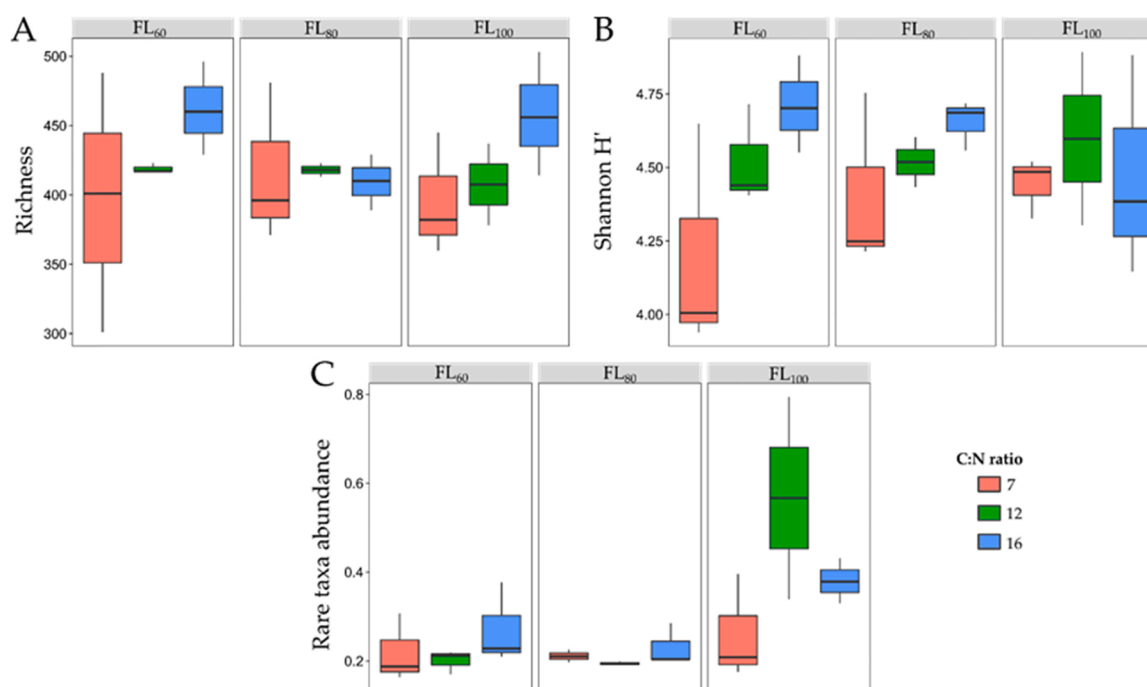 A
FL60
FL80
FL100
Richness
500
450
400
350
300
B
FL60
FL80
FL100
Shannon H'
4.75
4.50
4.25
4.00
C
FL60
FL80
FL100
Rare taxa abundance
0.8
0.6
0.4
0.2
C:N ratio
7
12
16